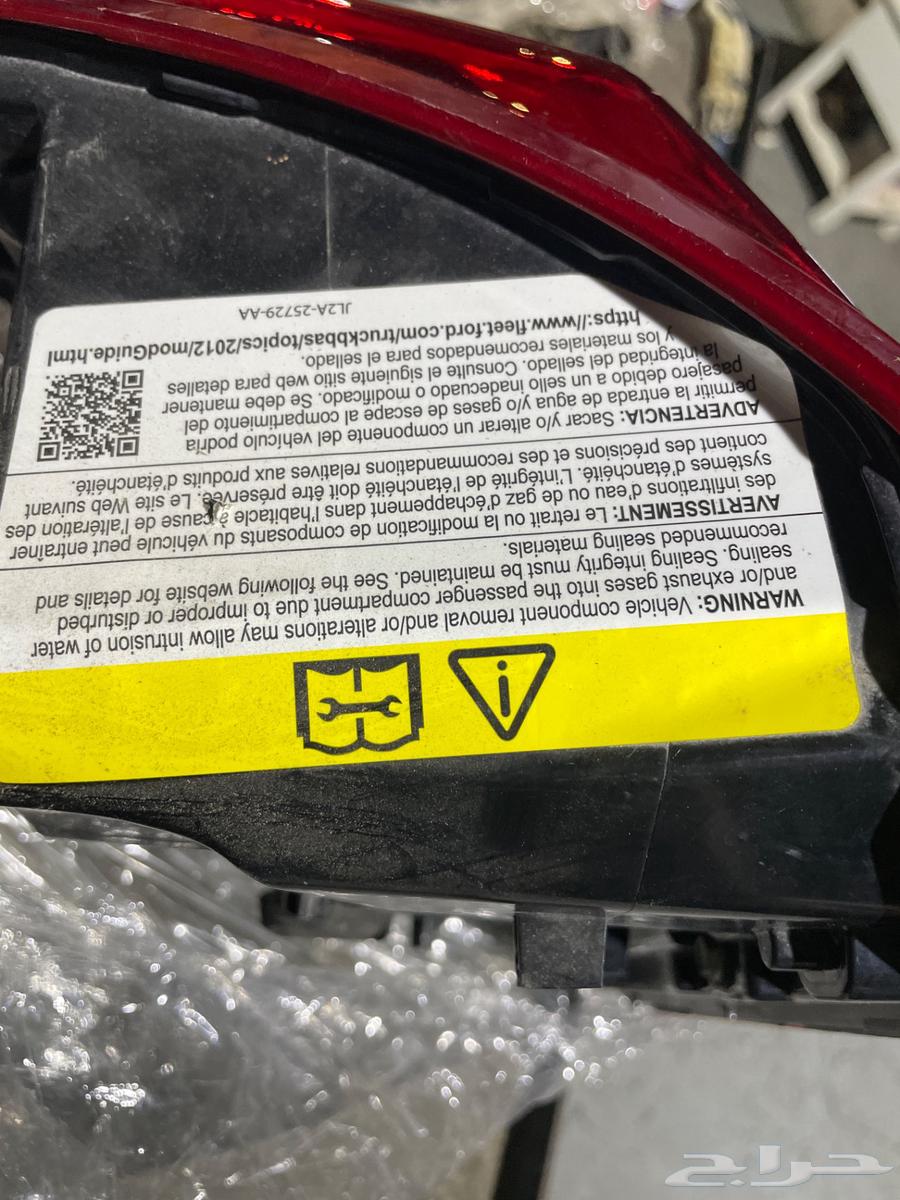 WARNING: Vehicle component removal and/or alterations may allow intrusion of water
and/or exhaust gases into the passenger compartment due to improper or disturbed
sealing. Sealing integrity must be maintained. See the following website for details and
recommended sealing materials.
AVERTISSEMENT: Le retrait ou la modification de composants du véhicule peut entraîner
des infiltrations d'eau ou de gaz d'échappement dans l'habitacle à cause de l'altération des
systèmes d'étanchéité. L'intégrité de l'étanchéité doit être préservée. Le site Web suivant
contient des précisions et des recommandations relatives aux produits d'étanchéité.
ADVERTENCIA: Sacar y/o alterar un componente del vehículo podría
permitir la entrada de agua y/o gases de escape al compartimiento del
pasajero debido a un sello inadecuado o modificado. Se debe mantener
la integridad del sellado. Consulte el siguiente sitio web para detalles
y los materiales recomendados para el sellado.
https://www.fleet.ford.com/truckbbas/topics/2012/modGuide.html
JL2A-25729-AA
حراج